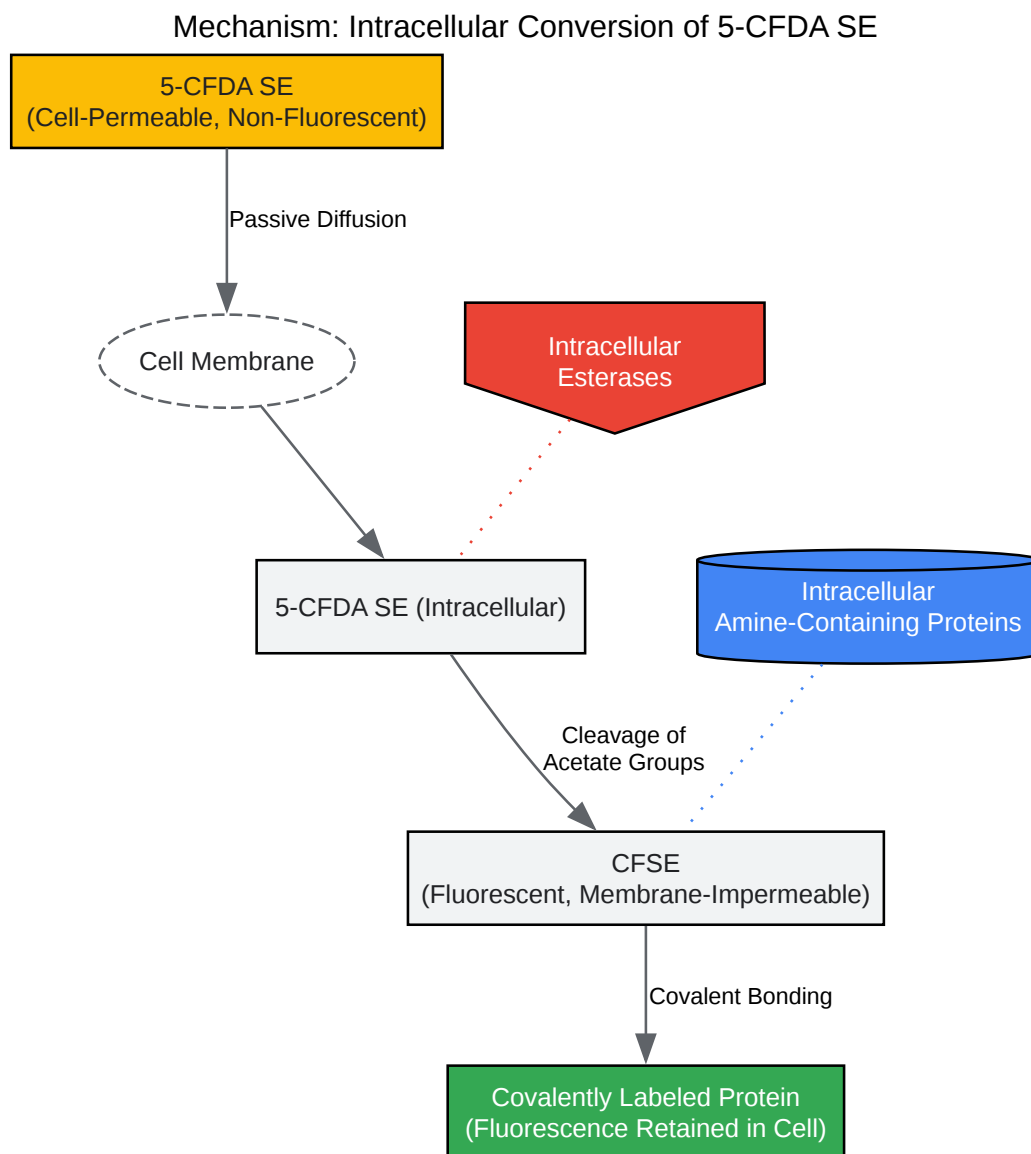 Mechanism: Intracellular Conversion of 5-CFDA SE
5-CFDA SE
(Cell-Permeable, Non-Fluorescent)
Passive Diffusion
Cell Membrane
Intracellular
Esterases
5-CFDA SE (Intracellular)
Intracellular
Amine-Containing Proteins
Cleavage of
Acetate Groups
CFSE
(Fluorescent, Membrane-Impermeable)
Covalent Bonding
Covalently Labeled Protein
(Fluorescence Retained in Cell)